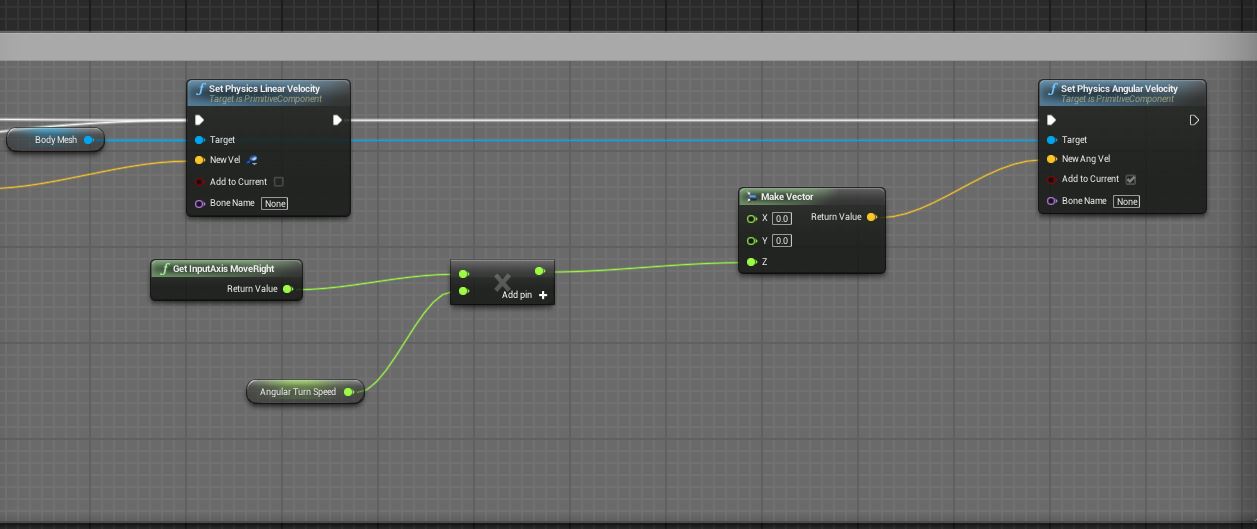 Set Physics Linear Velocity
Target is PrimitiveComponent
Body Mesh
Target
New Vel
Add to Current
Bone Name None
Set Physics Angular Velocity
Target is PrimitiveComponent
Target
New Ang Vel
Add to Current
Bone Name None
Make Vector
X 0.0 Return Value
Y 0.0
Z
Get InputAxis MoveRight
Return Value
Add pin
Angular Turn Speed